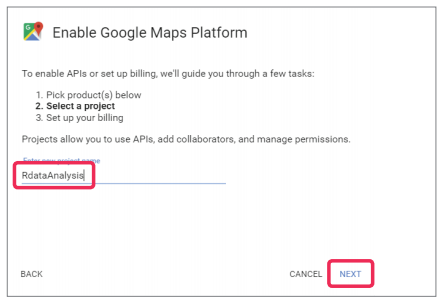 Enable Google Maps Platform
To enable APIs or set up billing, we'll guide you through a few tasks:
1. Pick product(s) below
2. Select a project
3. Set up your billing
Projects allow you to use APIs, add collaborators, and manage permissions.
Enter new project name
RdataAnalysis
BACK CANCEL NEXT